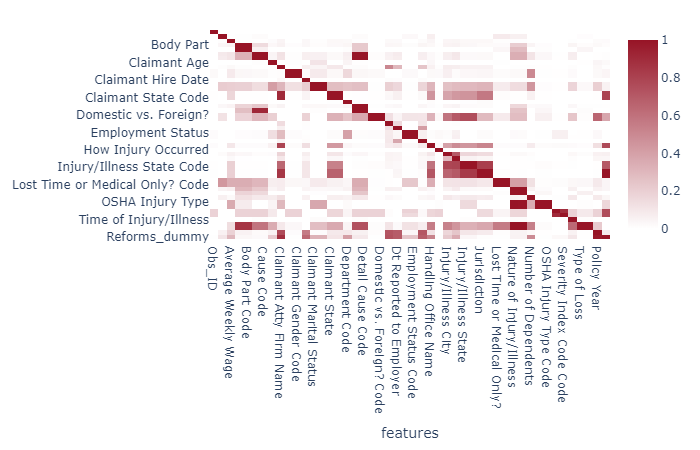 Body Part
Claimant Age
Claimant Hire Date
Claimant State Code
Domestic vs. Foreign?
Employment Status
How Injury Occurred
Injury/Illness State Code
Lost Time or Medical Only? Code
OSHA Injury Type
Time of Injury/Illness
Reforms_dummy
1
0.8
0.6
0.4
0.2
0
Obs_ID
Average Weekly Wage
Body Part Code
Cause Code
Claimant Atty Firm Name
Claimant Gender Code
Claimant Marital Status
Claimant State
Department Code
Detail Cause Code
Domestic vs. Foreign? Code
Dt Reported to Employer
Employment Status Code
Handling Office Name
Injury/Illness City
Injury/Illness State
Jurisdiction
Lost Time or Medical Only?
Nature of Injury/Illness
Number of Dependents
OSHA Injury Type Code
Severity Index Code Code
Type of Loss
Policy Year
features